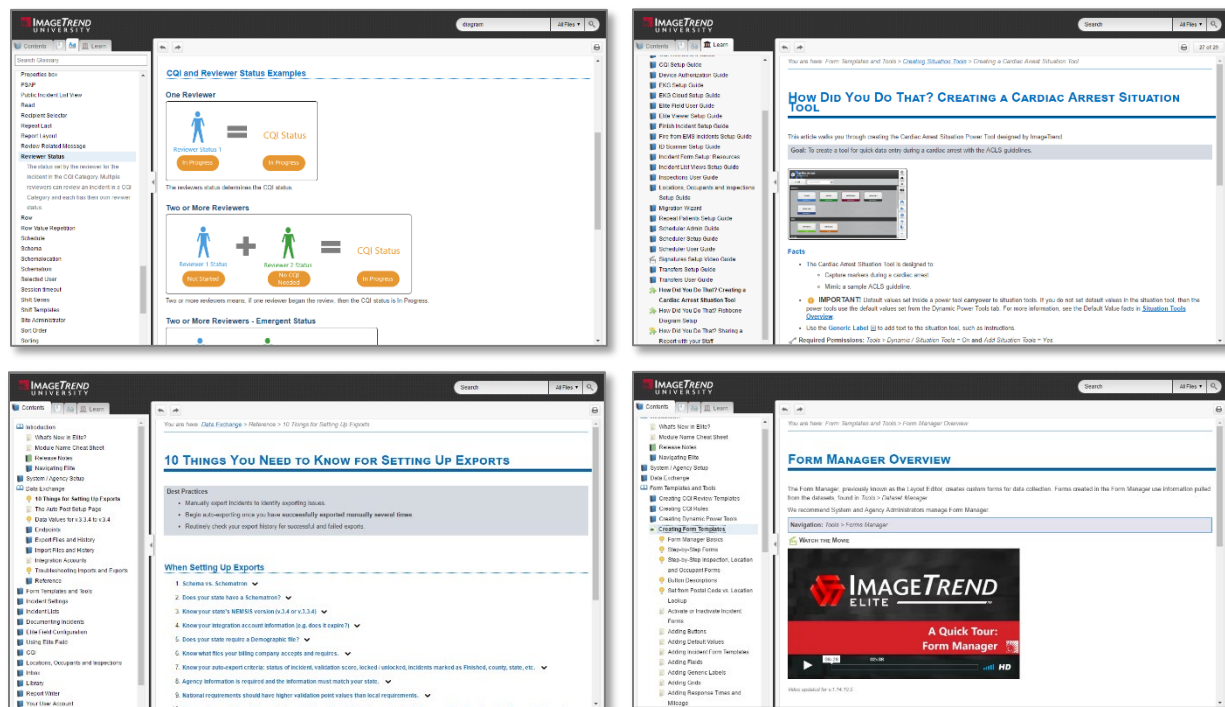 IMAGETREND
UNIVERSITY
diagram
All Files
Contents
Learn
Search Glossary
Properties box
PSAP
Public Incident List View
Read
Recipient Selector
Repeat Last
Report Layout
Review Related Message
Reviewer Status
The status set by the reviewer for the
incident in the CQI Category. Multiple
reviewers can review an incident in a CQI
Category and each has their own reviewer
status.
Row
Row Value Repetition
Schedule
Schema
Schemalocation
Schematron
Selected User
Session timeout
Shift Series
Shift Templates
Site Administrator
Sort Order
Sorting
CQI and Reviewer Status Examples
One Reviewer
Reviewer Status 1
In Progress
CQI Status
In Progress
The reviewers status determines the CQI status.
Two or More Reviewers
Reviewer 1 Status
Not Started
Reviewer 2 Status
No CQI
Needed
CQI Status
In Progress
Two or more reviewers means, if one reviewer began the review, then the CQI status is In Progress.
Two or More Reviewers - Emergent Status
IMAGETREND
UNIVERSITY
Search
All Files
Contents
Learn
27 of 29
CQI Setup Guide
Device Authorization Guide
EKG Setup Guide
EKG Cloud Setup Guide
Elite Field User Guide
Elite Viewer Setup Guide
Finish Incident Setup Guide
Fire from EMS Incidents Setup Guide
ID Scanner Setup Guide
Incident Form Setup: Resources
Incident List Views Setup Guide
Inspections User Guide
Locations, Occupants and Inspections
Setup Guide
Migration Wizard
Repeat Patients Setup Guide
Scheduler Admin Guide
Scheduler Setup Guide
Scheduler User Guide
Signatures Setup Video Guide
Transfers Setup Guide
Transfers User Guide
How Did You Do That? Creating a
Cardiac Arrest Situation Tool
How Did You Do That? Fishbone
Diagram Setup
How Did You Do That? Sharing a
Report with your Staff
You are here: Form Templates and Tools > Creating Situation Tools > Creating a Cardiac Arrest Situation Tool
HOW DID YOU DO THAT? CREATING A CARDIAC ARREST SITUATION
TOOL
This article walks you through creating the Cardiac Arrest Situation Power Tool designed by ImageTrend.
Goal: To create a tool for quick data entry during a cardiac arrest with the ACLS guidelines.
Facts
The Cardiac Arrest Situation Tool is designed to:
Capture markers during a cardiac arrest
Mimic a sample ACLS guideline.
IMPORTANT! Default values set inside a power tool carryover to situation tools. If you do not set default values in the situation tool, then the
power tools use the default values set from the Dynamic Power Tools tab. For more information, see the Default Value facts in Situation Tools
Overview.
Use the Generic Label to add text to the situation tool, such as instructions.
Required Permissions: Tools > Dynamic / Situation Tools = On and Add Situation Tools = Yes
IMAGETREND
UNIVERSITY
Search
All Files
Contents
Learn
Introduction
What's New in Elite?
Module Name Cheat Sheet
Release Notes
Navigating Elite
System / Agency Setup
Data Exchange
10 Things for Setting Up Exports
The Auto Post Setup Page
Data Values for v.3.3.4 to v.3.4
Endpoints
Export Files and History
Import Files and History
Integration Accounts
Troubleshooting Imports and Exports
Reference
Form Templates and Tools
Incident Settings
Incident Lists
Documenting Incidents
Elite Field Configuration
Using Elite Field
CQI
Locations, Occupants and Inspections
Inbox
Library
Report Writer
Your User Account
You are here: Data Exchange > Reference > 10 Things for Setting Up Exports
10 THINGS YOU NEED TO KNOW FOR SETTING UP EXPORTS
Best Practices
Manually export incidents to identify exporting issues.
Begin auto-exporting once you have successfully exported manually several times.
Routinely check your export history for successful and failed exports.
When Setting Up Exports
1. Schema vs. Schematron
2. Does your state have a Schematron?
3. Know your state's NEMSIS version (v.3.4 or v.3.3.4)
4. Know your integration account information (e.g. does it expire?)
5. Does your state require a Demographic file?
6. Know what files your billing company accepts and requires.
7. Know your auto-export criteria: status of incident, validation score, locked / unlocked, incidents marked as Finished, county, state, etc.
8. Agency information is required and the information must match your state.
9. National requirements should have higher validation point values than local requirements.
IMAGETREND
UNIVERSITY
Search
All Files
Contents
Learn
What's New in Elite?
Module Name Cheat Sheet
Release Notes
Navigating Elite
System / Agency Setup
Data Exchange
Form Templates and Tools
Creating CQI Review Templates
Creating CQI Rules
Creating Dynamic Power Tools
Creating Form Templates
Form Manager Basics
Step-by-Step Forms
Step-by-Step Inspection, Location
and Occupant Forms
Button Descriptions
Set from Postal Code vs. Location
Lookup
Activate or Inactivate Incident
Forms
Adding Buttons
Adding Default Values
Adding Incident Form Templates
Adding Fields
Adding Generic Labels
Adding Grids
Adding Response Times and
Mileage
You are here: Form Templates and Tools > Form Manager Overview
FORM MANAGER OVERVIEW
The Form Manager, previously known as the Layout Editor, creates custom forms for data collection. Forms created in the Form Manager use information pulled
from the datasets, found in Tools > Dataset Manager.
We recommend System and Agency Administrators manage Form Manager.
Navigation: Tools > Forms Manager
WATCH THE MOVIE
IMAGETREND
ELITE
A Quick Tour:
Form Manager
HD